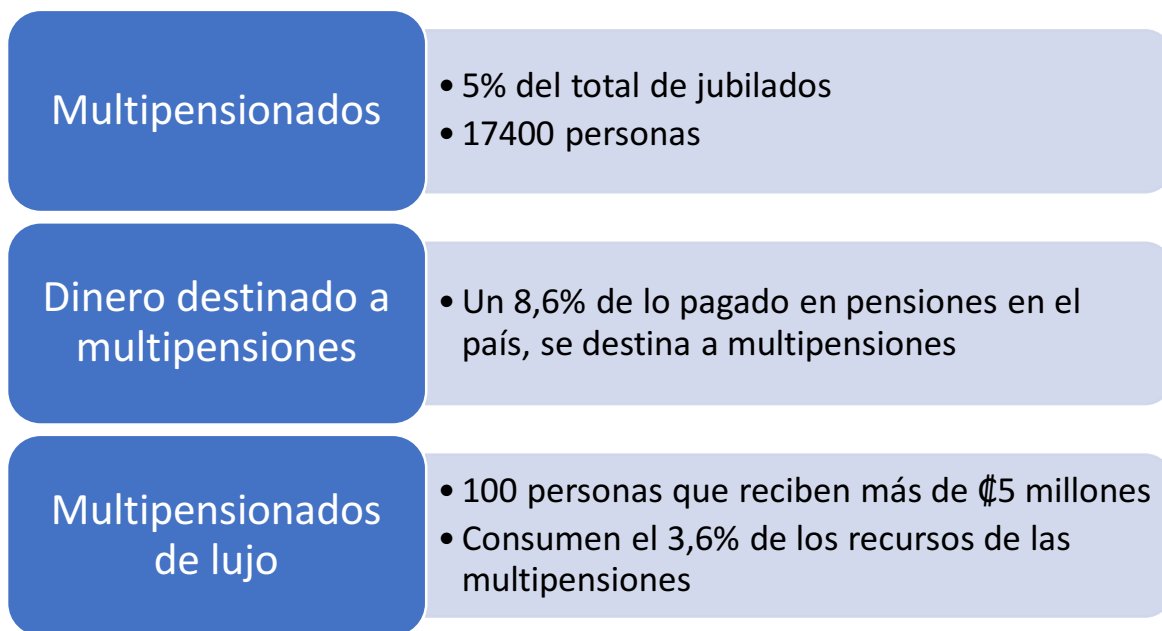 Multipensionados
• 5% del total de jubilados
• 17400 personas
Dinero destinado a
multipensiones
• Un 8,6% de lo pagado en pensiones en el
país, se destina a multipensiones
Multipensionados
de lujo
• 100 personas que reciben más de ₡5 millones
• Consumen el 3,6% de los recursos de las
multipensiones